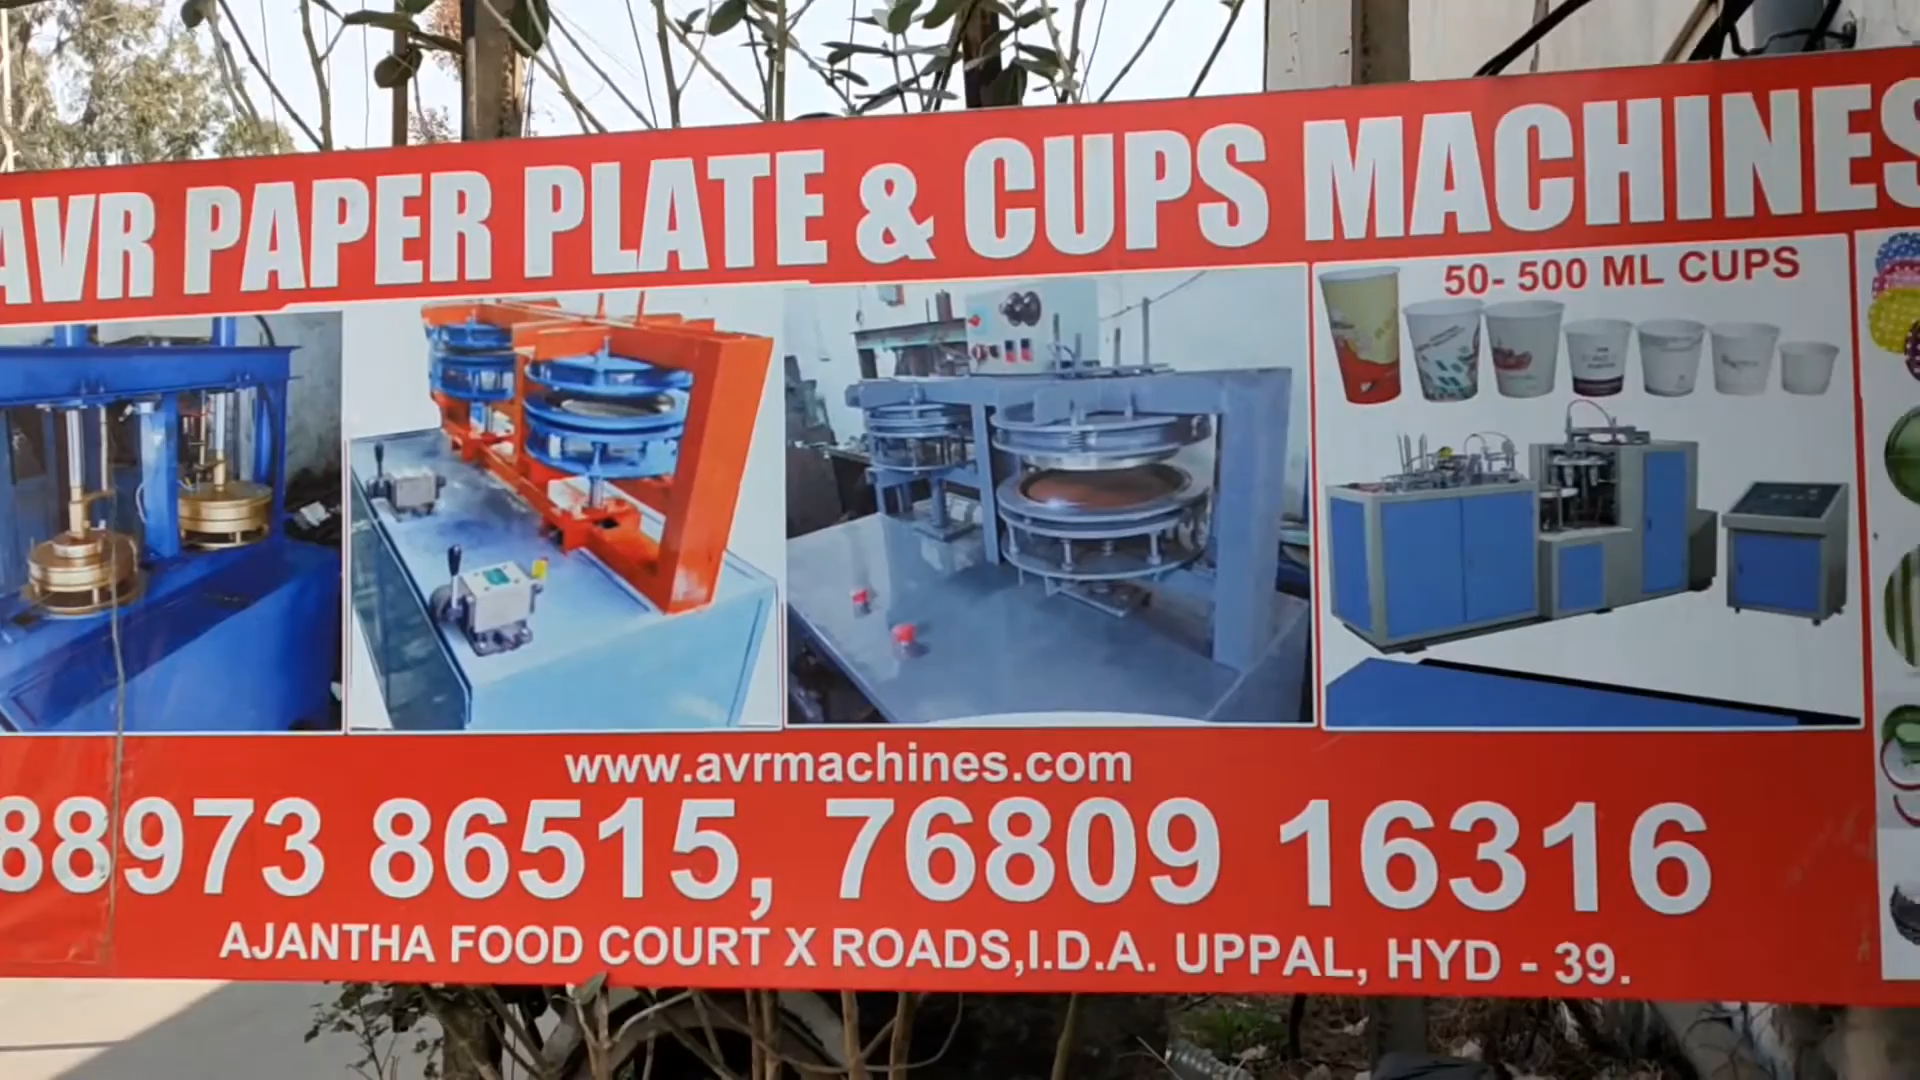 AVR PAPER PLATE & CUPS MACHINES
50- 500 ML CUPS
www.avrmachines.com
88973 86515, 76809 16316
AJANTHA FOOD COURT X ROADS,I.D.A. UPPAL, HYD - 39.